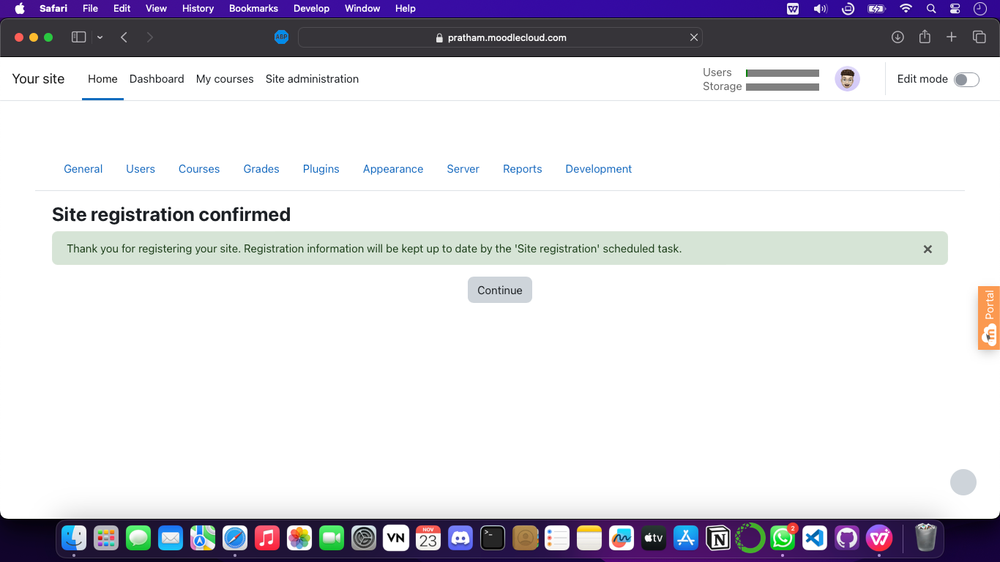 Safari File Edit View History Bookmarks Develop Window Help
ABP pratham.moodlecloud.com
Your site Home Dashboard My courses Site administration Users Storage Edit mode
General Users Courses Grades Plugins Appearance Server Reports Development
Site registration confirmed
Thank you for registering your site. Registration information will be kept up to date by the 'Site registration' scheduled task.
Continue
Portal
m
VN NOV 23 tv N 2